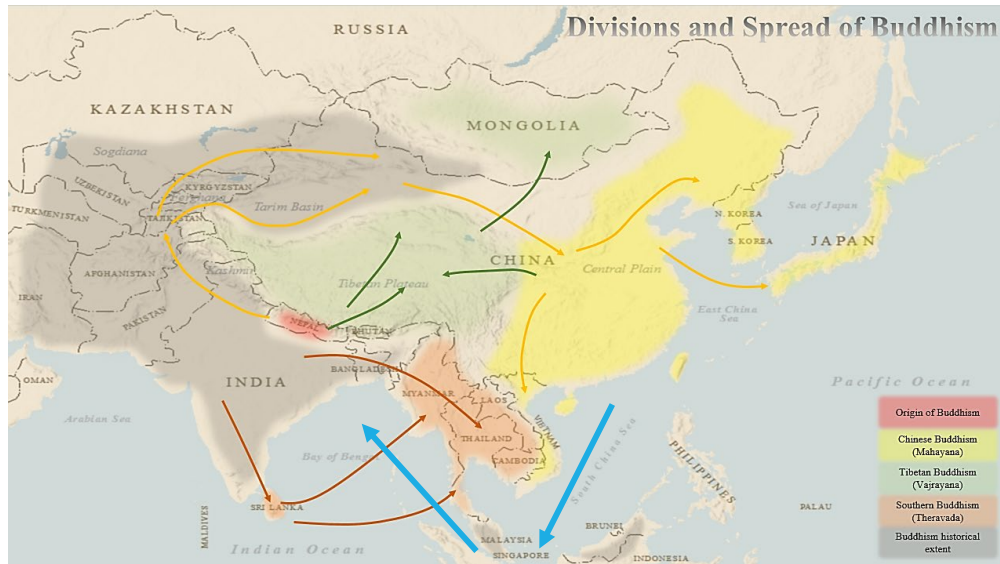 Divisions and Spread of Buddhism
RUSSIA
KAZAKHSTAN
MONGOLIA
Sogdiana
UZBEKISTAN
KYRGYZSTAN
Ferghana
TURKMENISTAN
TAJIKISTAN
Tarim Basin
N. KOREA
Sea of Japan
S. KOREA
JAPAN
CHINA
Central Plain
AFGHANISTAN
Kashmir
Tibetan Plateau
IRAN
PAKISTAN
NEPAL
BHUTAN
East China
Sea
INDIA
BANGLADESH
OMAN
Pacific Ocean
MYANMAR
LAOS
Arabian Sea
VIETNAM
THAILAND
Bay of Bengal
CAMBODIA
South China Sea
PHILIPPINES
SRI LANKA
MALDIVES
PALAU
Indian Ocean
BRUNEI
MALAYSIA
SINGAPORE
INDONESIA
Origin of Buddhism
Chinese Buddhism
(Mahayana)
Tibetan Buddhism
(Vajrayana)
Southern Buddhism
(Theravada)
Buddhism historical
extent